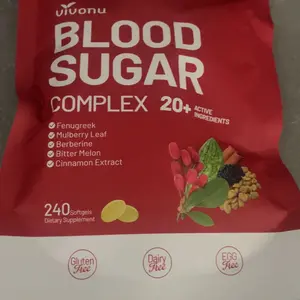 vivonu
BLOOD
SUGAR
COMPLEX 20+ ACTIVE INGREDIENTS
Fenugreek
Mulberry Leaf
Berberine
Bitter Melon
Cinnamon Extract
240 Softgels
Dietary Supplement
Gluten Free
Dairy Free
EGG Free